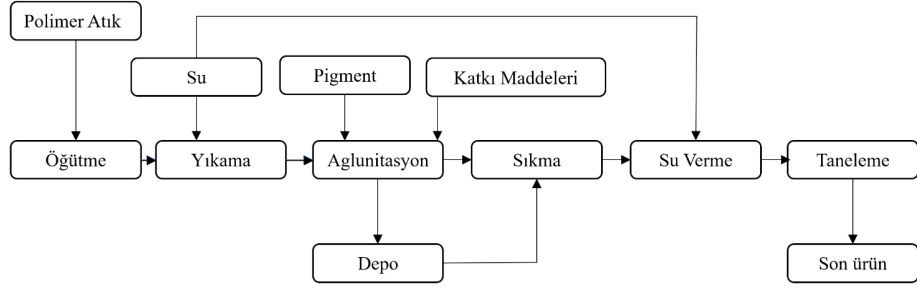 Polimer Atık
Su
Pigment
Katkı Maddeleri
Öğütme
Yıkama
Aglunitasyon
Sıkma
Su Verme
Taneleme
Depo
Son ürün